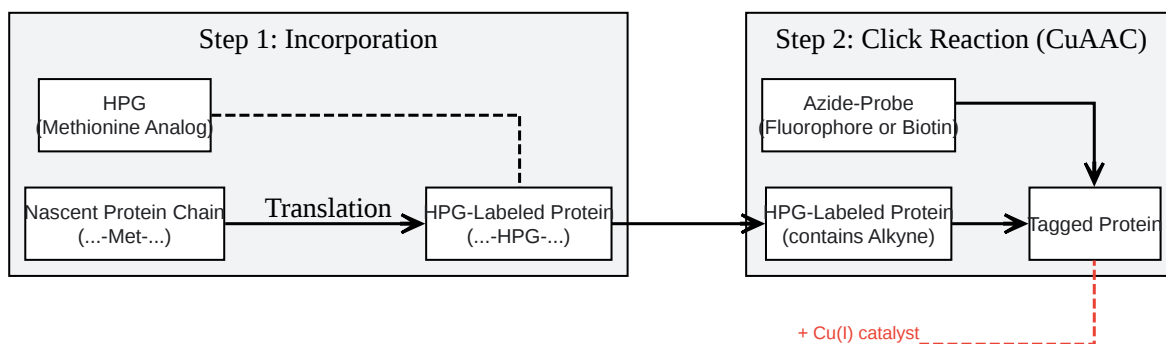 Step 1: Incorporation
HPG
(Methionine Analog)
Nascent Protein Chain
(...-Met-...)
Translation
HPG-Labeled Protein
(...-HPG-...)
Step 2: Click Reaction (CuAAC)
Azide-Probe
(Fluorophore or Biotin)
HPG-Labeled Protein
(contains Alkyne)
Tagged Protein
+ Cu(I) catalyst